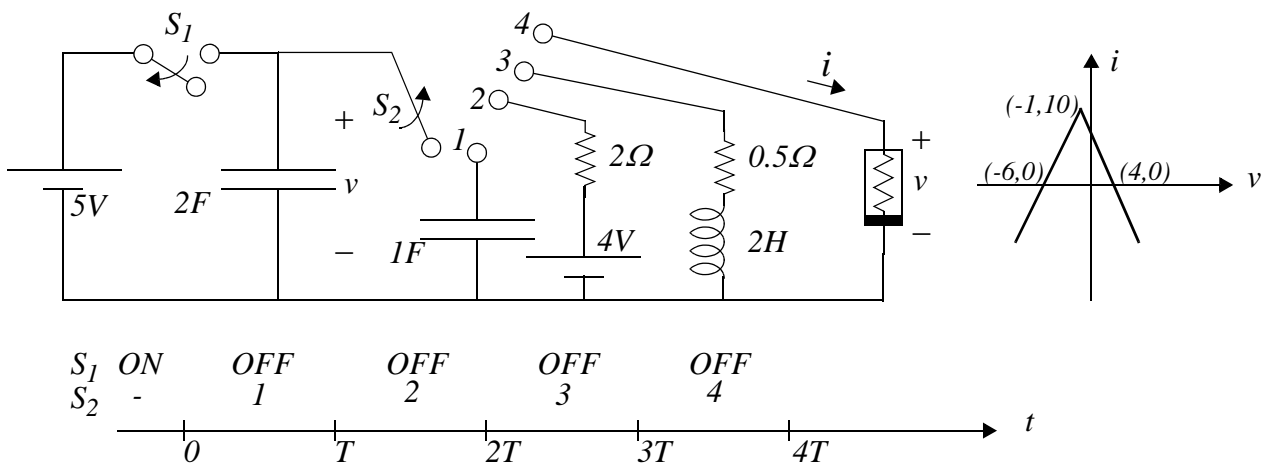 S1
4
3
2
1
S2
i
5V
2F
+
v
−
1F
2Ω
4V
0.5Ω
2H
+
v
−
i
(-1,10)
(-6,0)
(4,0)
v
S1 ON OFF OFF OFF OFF
S2 - 1 2 3 4
t
0 T 2T 3T 4T